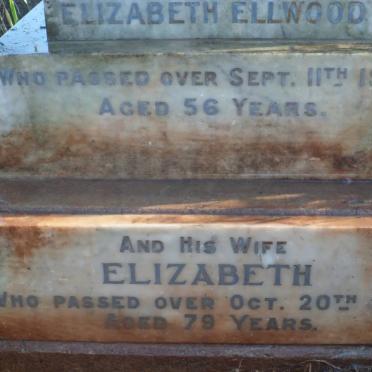 ELIZABETH ELLWOOD
WHO PASSED OVER SEPT. 11TH
AGED 56 YEARS.
AND HIS WIFE
ELIZABETH
WHO PASSED OVER OCT. 20TH
AGED 79 YEARS.